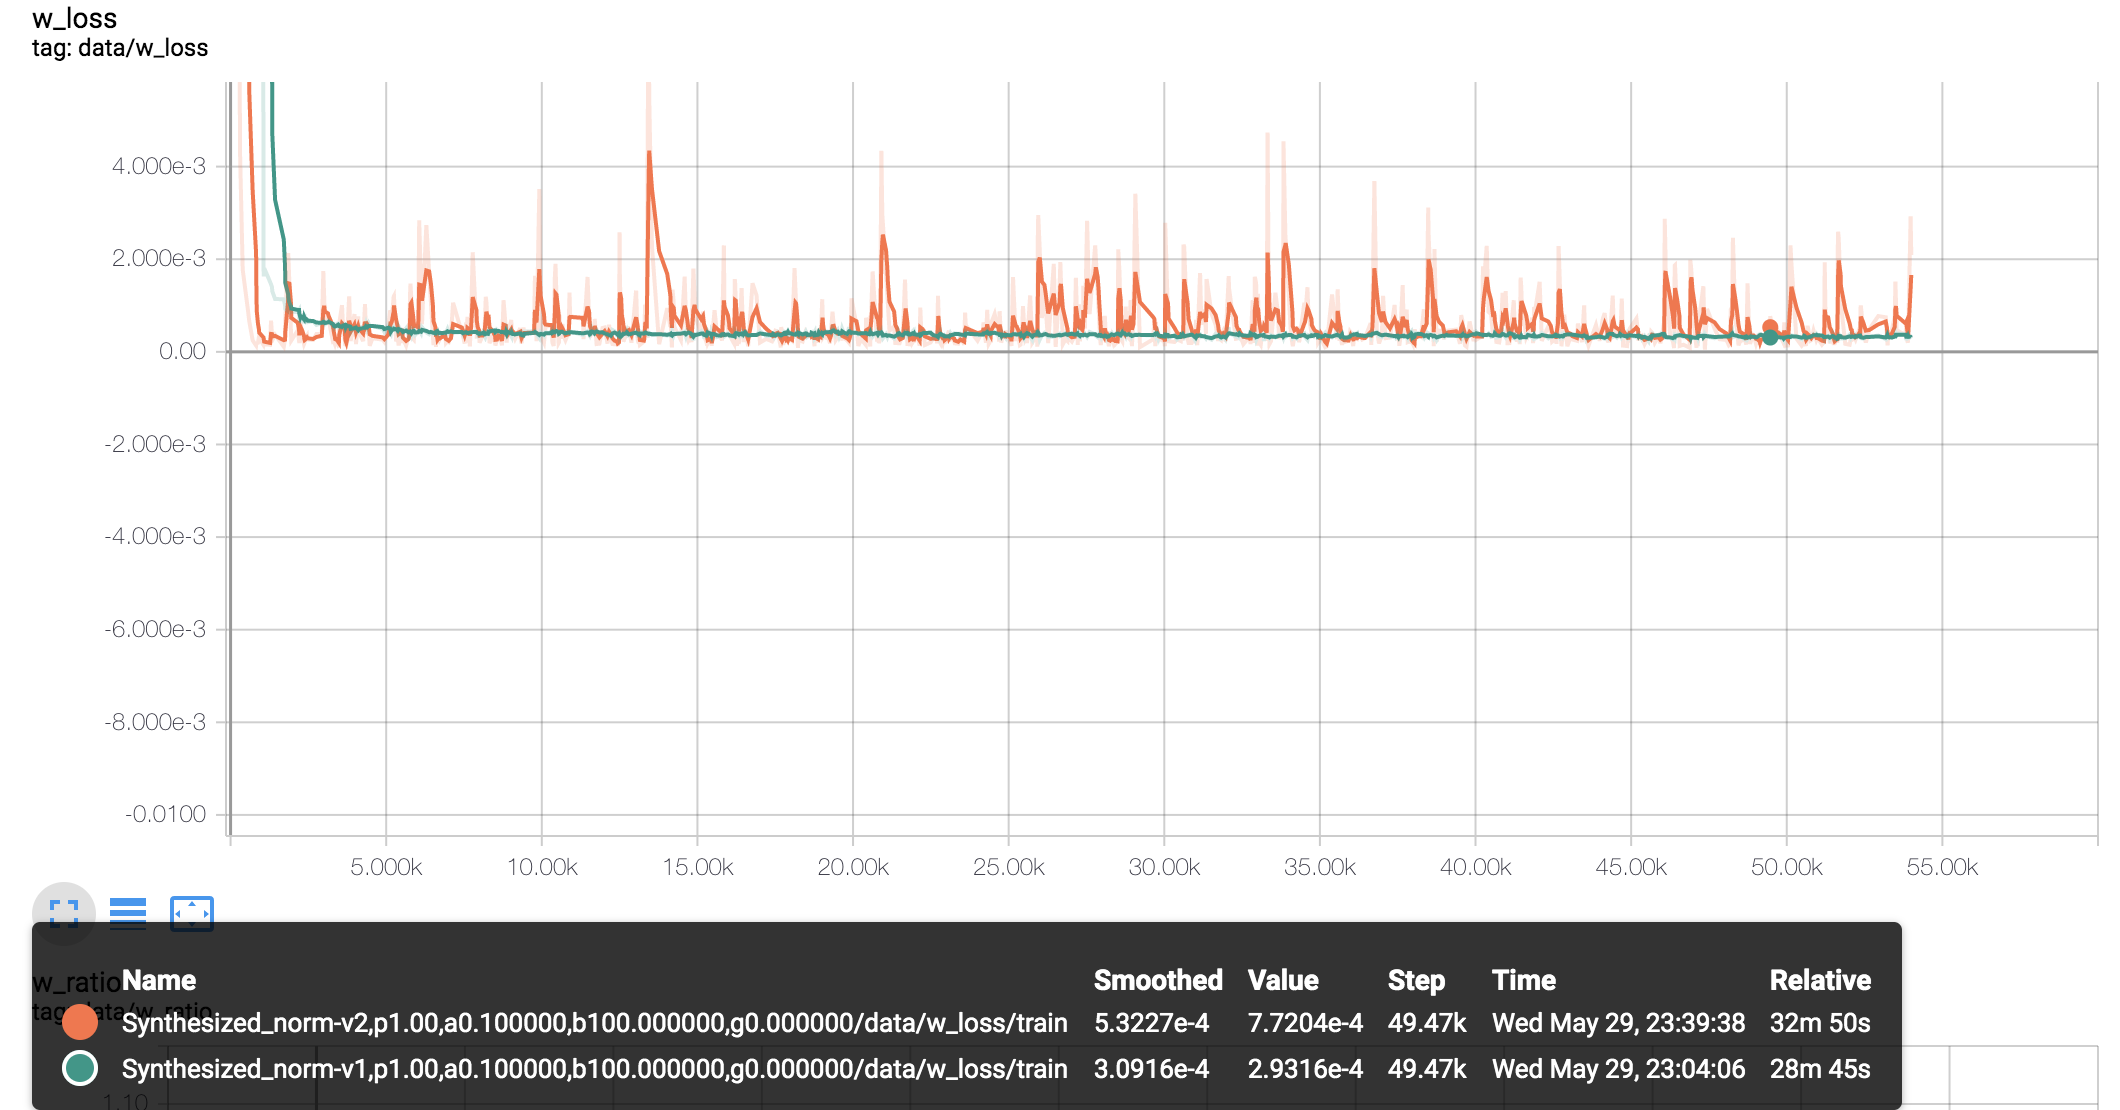 w_loss
tag: data/w_loss
4.000e-3
2.000e-3
0.00
-2.000e-3
-4.000e-3
-6.000e-3
-8.000e-3
-0.0100
5.000k 10.00k 15.00k 20.00k 25.00k 30.00k 35.00k 40.00k 45.00k 50.00k 55.00k
w_ratio
tag: data/w_ratio
Name Smoothed Value Step Time Relative
Synthesized_norm-v2,p1.00,a0.100000,b100.000000,g0.000000/data/w_loss/train 5.3227e-4 7.7204e-4 49.47k Wed May 29, 23:39:38 32m 50s
Synthesized_norm-v1,p1.00,a0.100000,b100.000000,g0.000000/data/w_loss/train 3.0916e-4 2.9316e-4 49.47k Wed May 29, 23:04:06 28m 45s
1.10